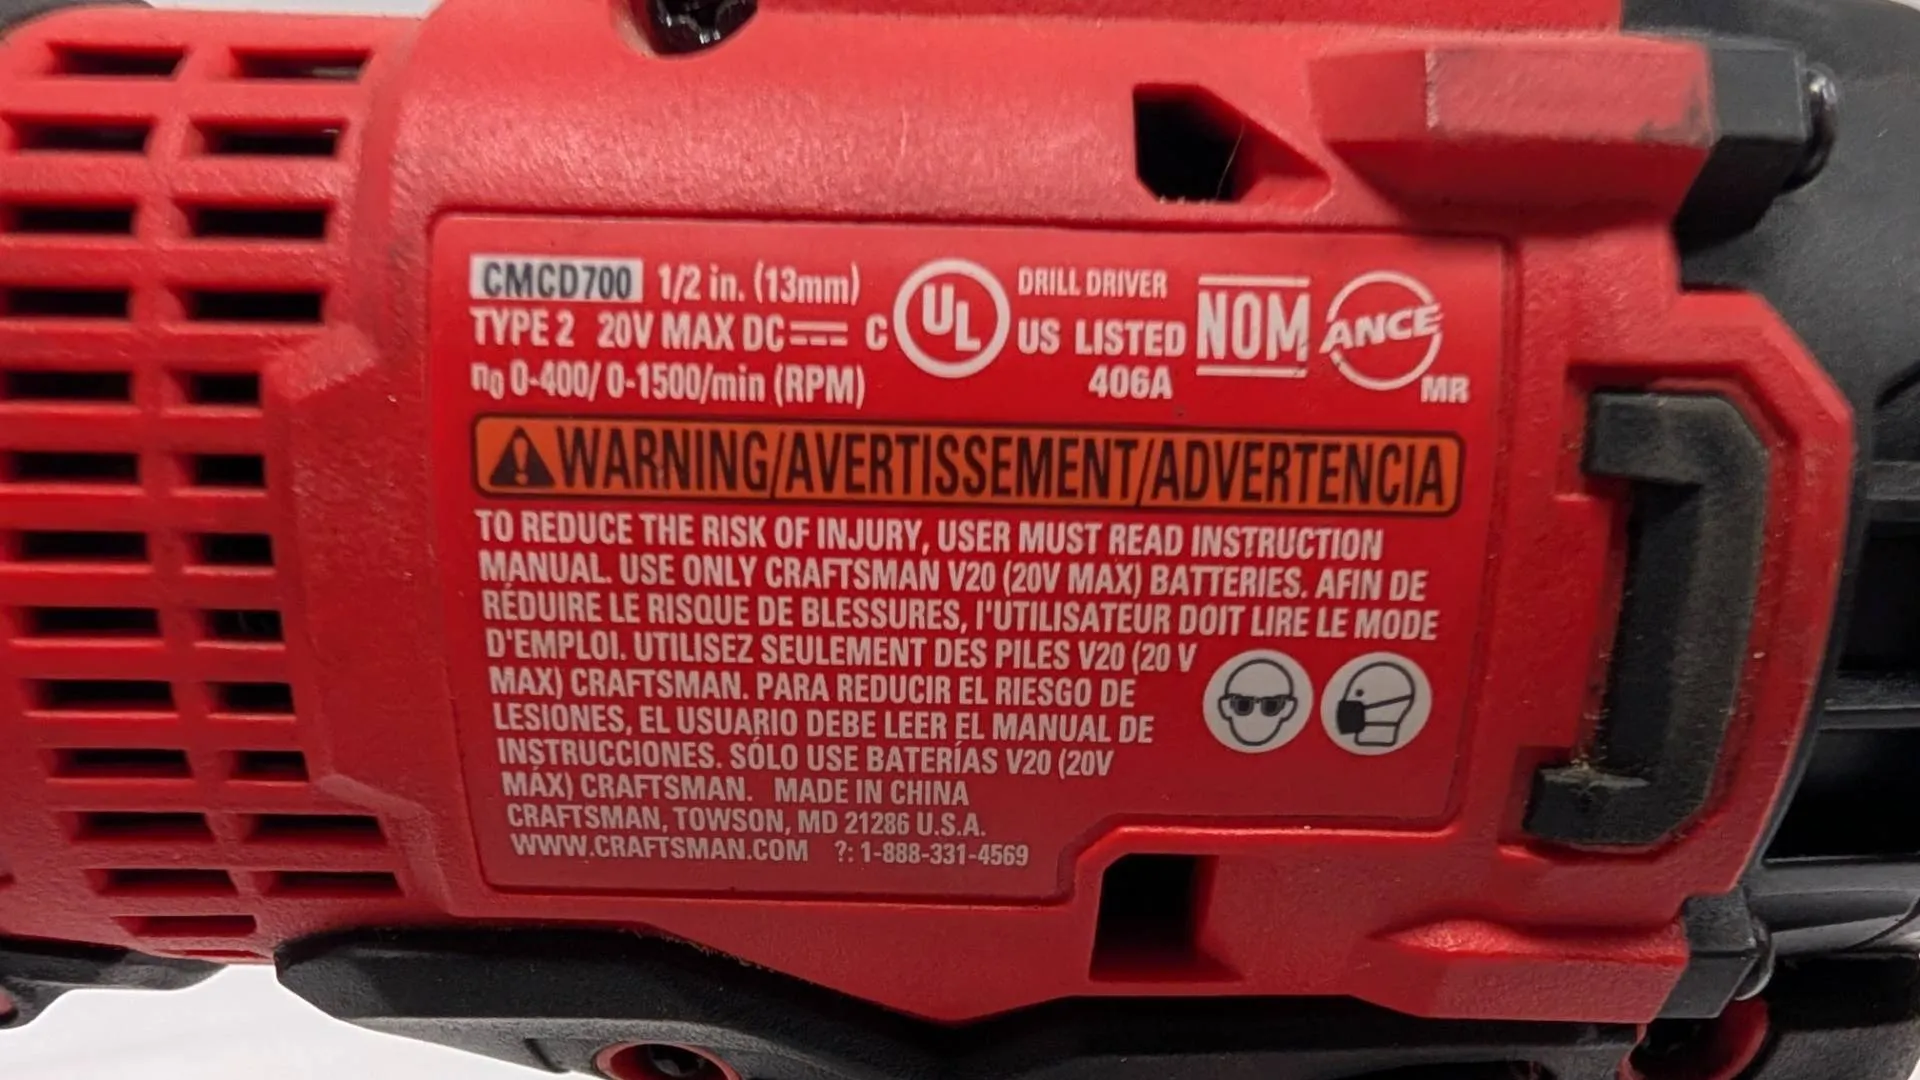 CMCD700 1/2 in. (13mm)
TYPE 2 20V MAX DC
n0 0-400/ 0-1500/min (RPM)
C UL US
DRILL DRIVER
LISTED
406A
NOM
ANCE
MR
WARNING/AVERTISSEMENT/ADVERTENCIA
TO REDUCE THE RISK OF INJURY, USER MUST READ INSTRUCTION
MANUAL. USE ONLY CRAFTSMAN V20 (20V MAX) BATTERIES. AFIN DE
RÉDUIRE LE RISQUE DE BLESSURES, l'UTILISATEUR DOIT LIRE LE MODE
D'EMPLOI. UTILISEZ SEULEMENT DES PILES V20 (20 V
MAX) CRAFTSMAN. PARA REDUCIR EL RIESGO DE
LESIONES, EL USUARIO DEBE LEER EL MANUAL DE
INSTRUCCIONES. SÓLO USE BATERÍAS V20 (20V
MÁX) CRAFTSMAN. MADE IN CHINA
CRAFTSMAN, TOWSON, MD 21286 U.S.A.
WWW.CRAFTSMAN.COM ?: 1-888-331-4569